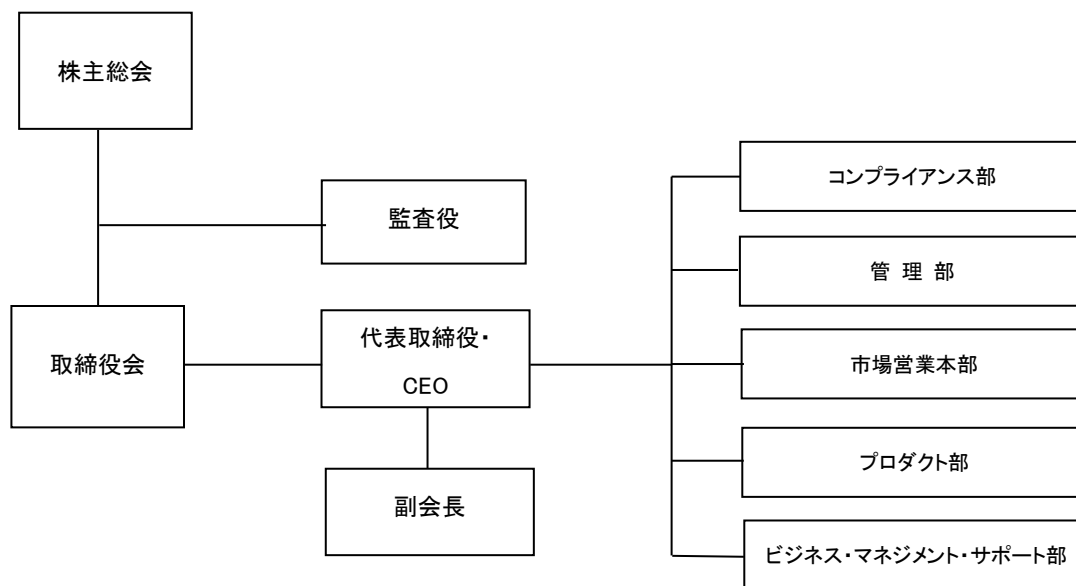 株主総会
監査役
取締役会
代表取締役・
CEO
副会長
コンプライアンス部
管 理 部
市場営業本部
プロダクト部
ビジネス・マネジメント・サポート部